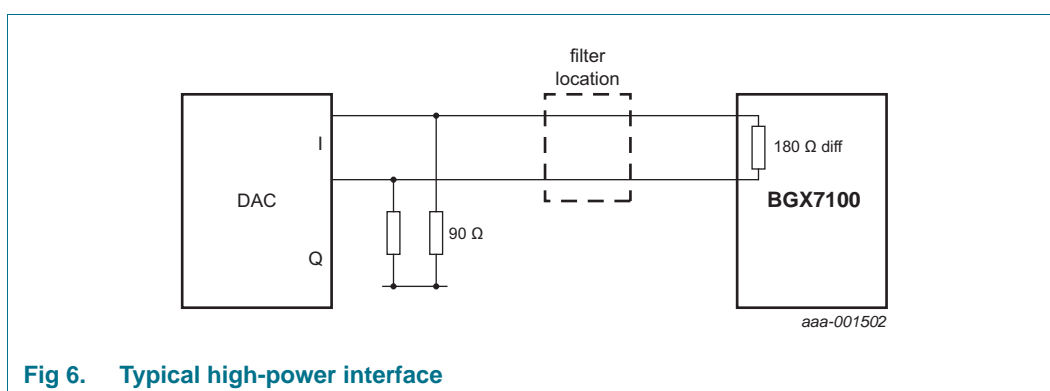 filter
location
I
180 Ω diff
DAC
BGX7100
90 Ω
Q
aaa-001502
Fig 6. Typical high-power interface